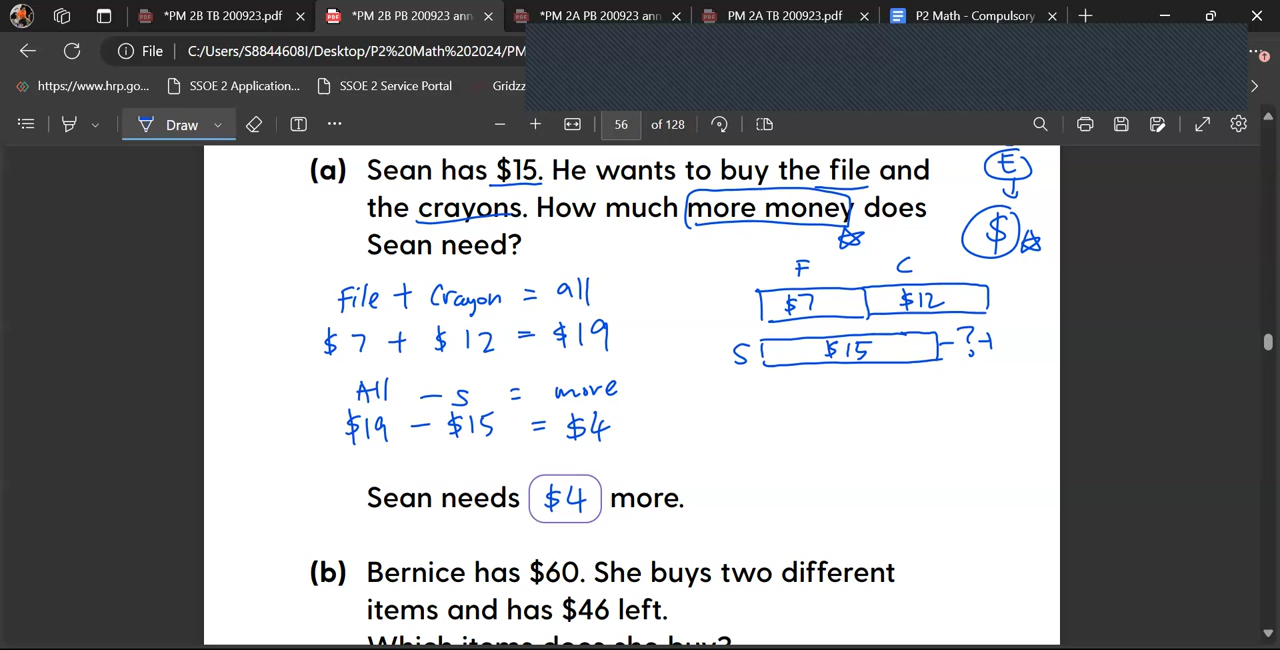 *PM 2B TB 200923.pdf
*PM 2B PB 200923 ann
*PM 2A PB 200923 ann
PM 2A TB 200923.pdf
P2 Math - Compulsory
File
C:/Users/S8844608I/Desktop/P2%20Math%202024/PM
https://www.hrp.go...
SSOE 2 Application...
SSOE 2 Service Portal
Gridzz
Draw
56
of 128
(a) Sean has $15. He wants to buy the file and
the crayons. How much more money does
Sean need?
E
$
File + Crayon = all
$7 + $12 = $19
All - S = more
$19 - $15 = $4
F C
$7 $12
S $15 ?
Sean needs $4 more.
(b) Bernice has $60. She buys two different
items and has $46 left.
Which items does she buy?